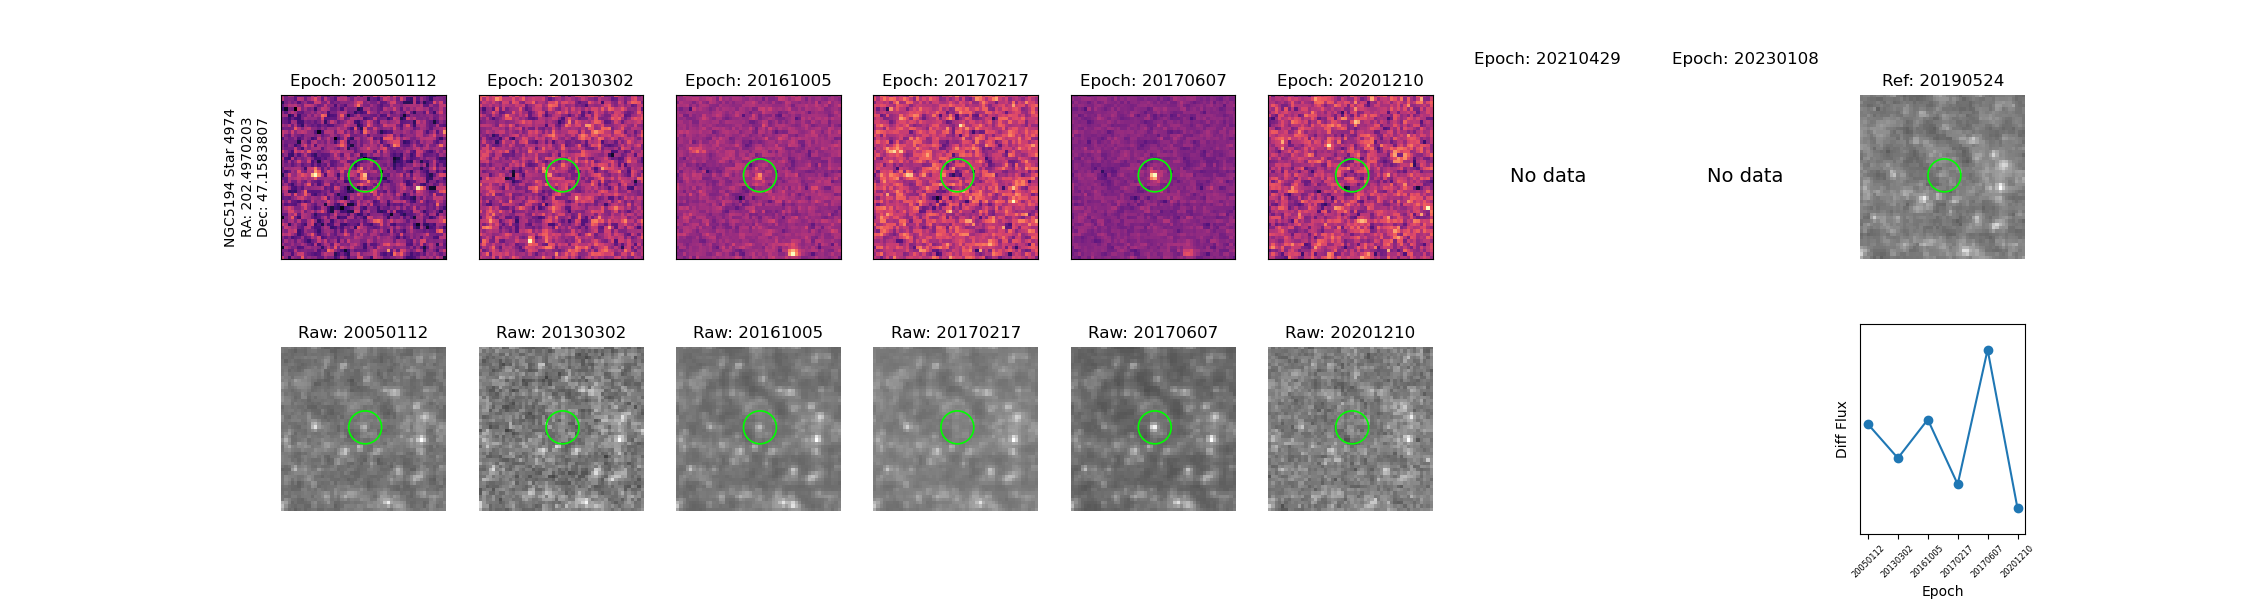 Epoch: 20050112
Epoch: 20130302
Epoch: 20161005
Epoch: 20170217
Epoch: 20170607
Epoch: 20201210
Epoch: 20210429
Epoch: 20230108
Ref: 20190524
NGC5194 Star 4974
RA: 202.4970203
Dec: 47.1583807
No data
No data
Raw: 20050112
Raw: 20130302
Raw: 20161005
Raw: 20170217
Raw: 20170607
Raw: 20201210
Diff Flux
20050112
20130302
20161005
20170217
20170607
20201210
Epoch